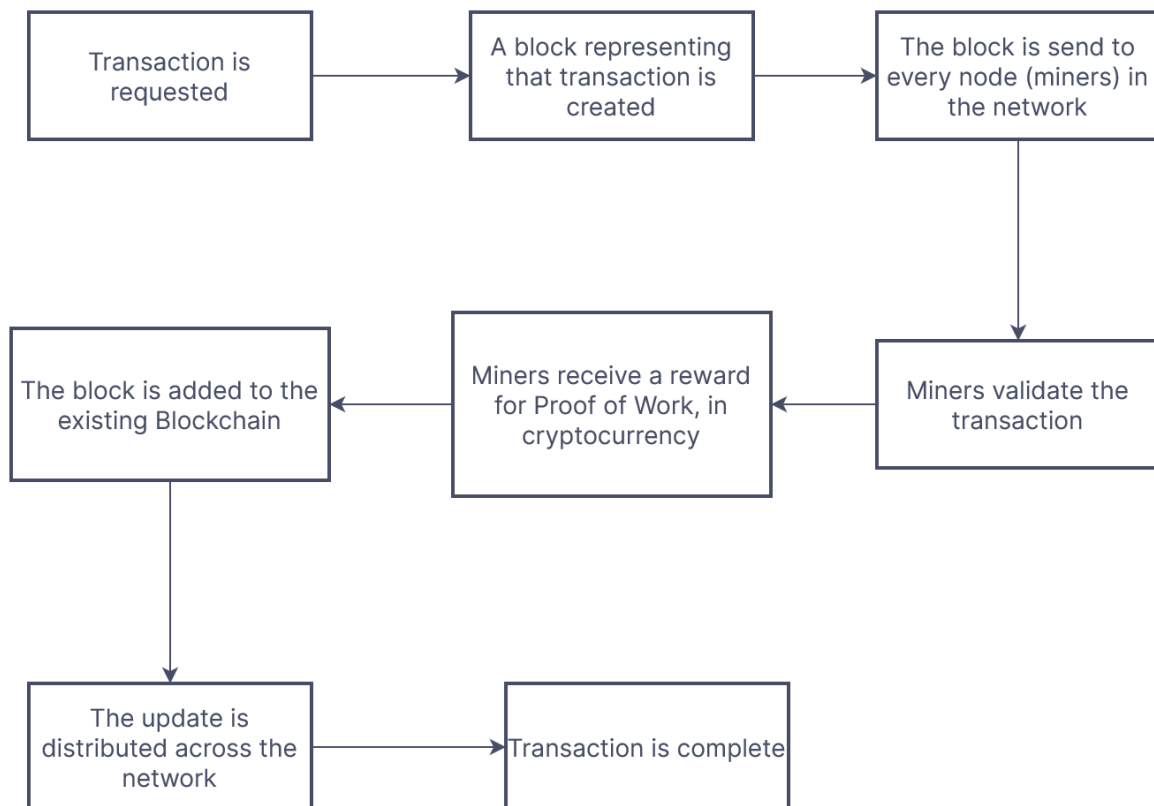 Transaction is
requested
A block representing
that transaction is
created
The block is send to
every node (miners) in
the network
Miners validate the
transaction
Miners receive a reward
for Proof of Work, in
cryptocurrency
The block is added to the
existing Blockchain
The update is
distributed across the
network
Transaction is complete